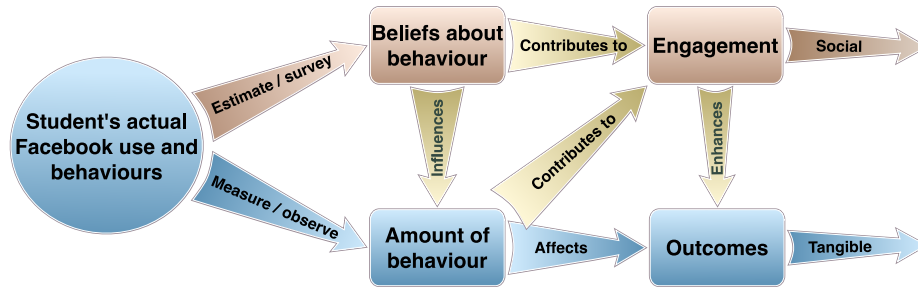 Student's actual
Facebook use and
behaviours
Estimate / survey
Measure / observe
Beliefs about
behaviour
Contributes to
Engagement
Social
Influences
Contributes to
Enhances
Amount of
behaviour
Affects
Outcomes
Tangible